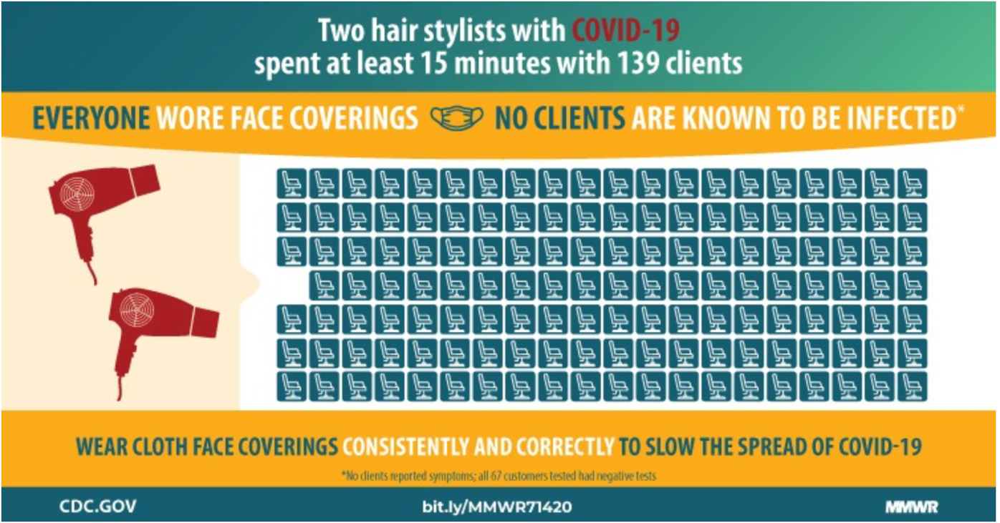 Two hair stylists with COVID-19
spent at least 15 minutes with 139 clients
EVERYONE WORE FACE COVERINGS NO CLIENTS ARE KNOWN TO BE INFECTED*
WEAR CLOTH FACE COVERINGS CONSISTENTLY AND CORRECTLY TO SLOW THE SPREAD OF COVID-19
*No clients reported symptoms; all 67 customers tested had negative tests
CDC.GOV bit.ly/MMWR71420 MMWR